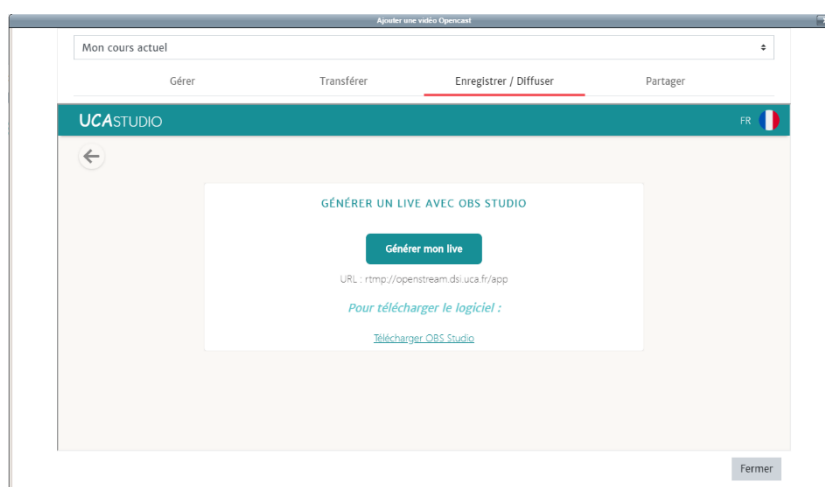 Ajouter une vidéo Opencast
Mon cours actuel
Gérer Transférer Enregistrer / Diffuser Partager
UCASTUDIO FR
GÉNÉRER UN LIVE AVEC OBS STUDIO
Générer mon live
URL : rtmp://openstream.dsi.uca.fr/app
Pour télécharger le logiciel :
Télécharger OBS Studio
Fermer